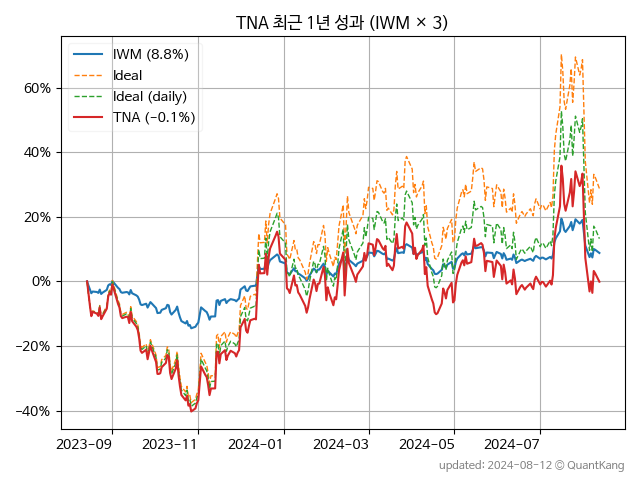 TNA 최근 1년 성과 (IWM × 3)
IWM (8.8%)
Ideal
Ideal (daily)
TNA (−0.1%)
60%
40%
20%
0%
−20%
−40%
2023-09 2023-11 2024-01 2024-03 2024-05 2024-07
updated: 2024-08-12 © QuantKang